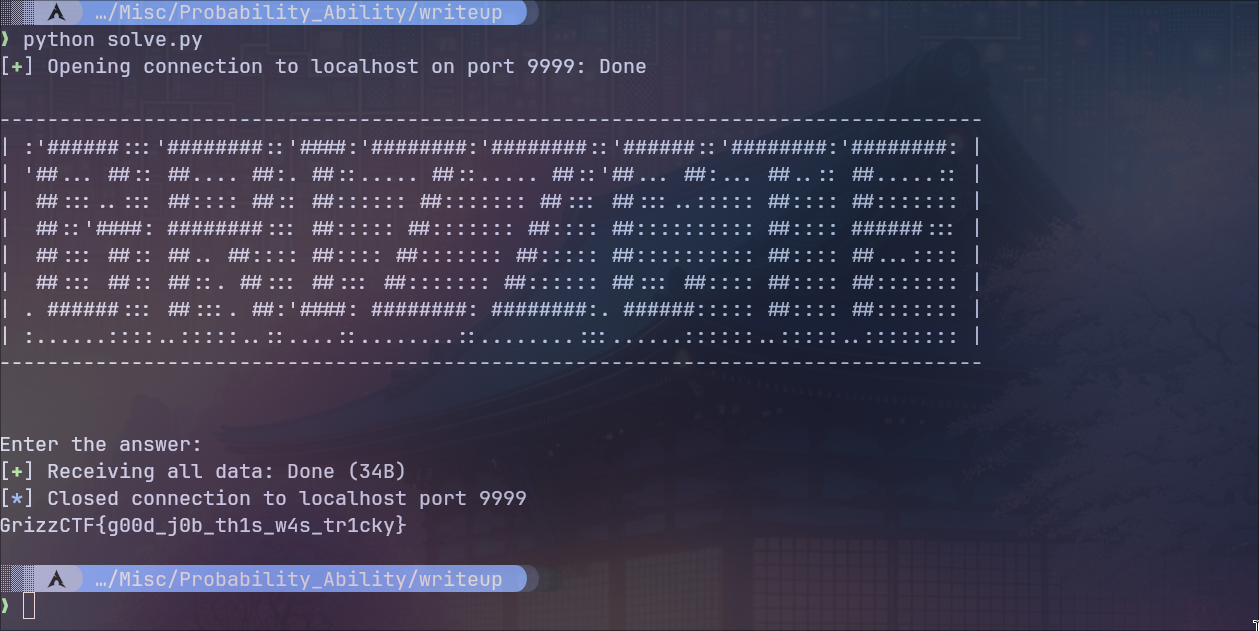 …/Misc/Probability_Ability/writeup
❯ python solve.py
[+] Opening connection to localhost on port 9999: Done
---------------------------------------------------------------------------------
| :'######:::'########::'####:'########:'########::'######::'########:'########: |
| '##... ##:: ##.... ##:. ##::..... ##::..... ##::'##... ##:... ##..:: ##.....:: |
|  ##:::..::: ##:::: ##:: ##:::::: ##::::::: ##::: ##:::..::::: ##:::: ##::::::: |
|  ##::'####: ########::: ##::::: ##::::::: ##:::: ##:::::::::: ##:::: ######::: |
|  ##::: ##:: ##.. ##:::: ##:::: ##::::::: ##::::: ##:::::::::: ##:::: ##...:::: |
|  ##::: ##:: ##::. ##::: ##::: ##::::::: ##:::::: ##::: ##:::: ##:::: ##::::::: |
| . ######::: ##:::. ##:'####: ########: ########:. ######::::: ##:::: ##::::::: |
| :......:::::..:::::..::....::........::........:::......::::::..:::::..:::::::: |
---------------------------------------------------------------------------------
Enter the answer:
[+] Receiving all data: Done (34B)
[*] Closed connection to localhost port 9999
GrizzCTF{g00d_j0b_th1s_w4s_tr1cky}
…/Misc/Probability_Ability/writeup
❯